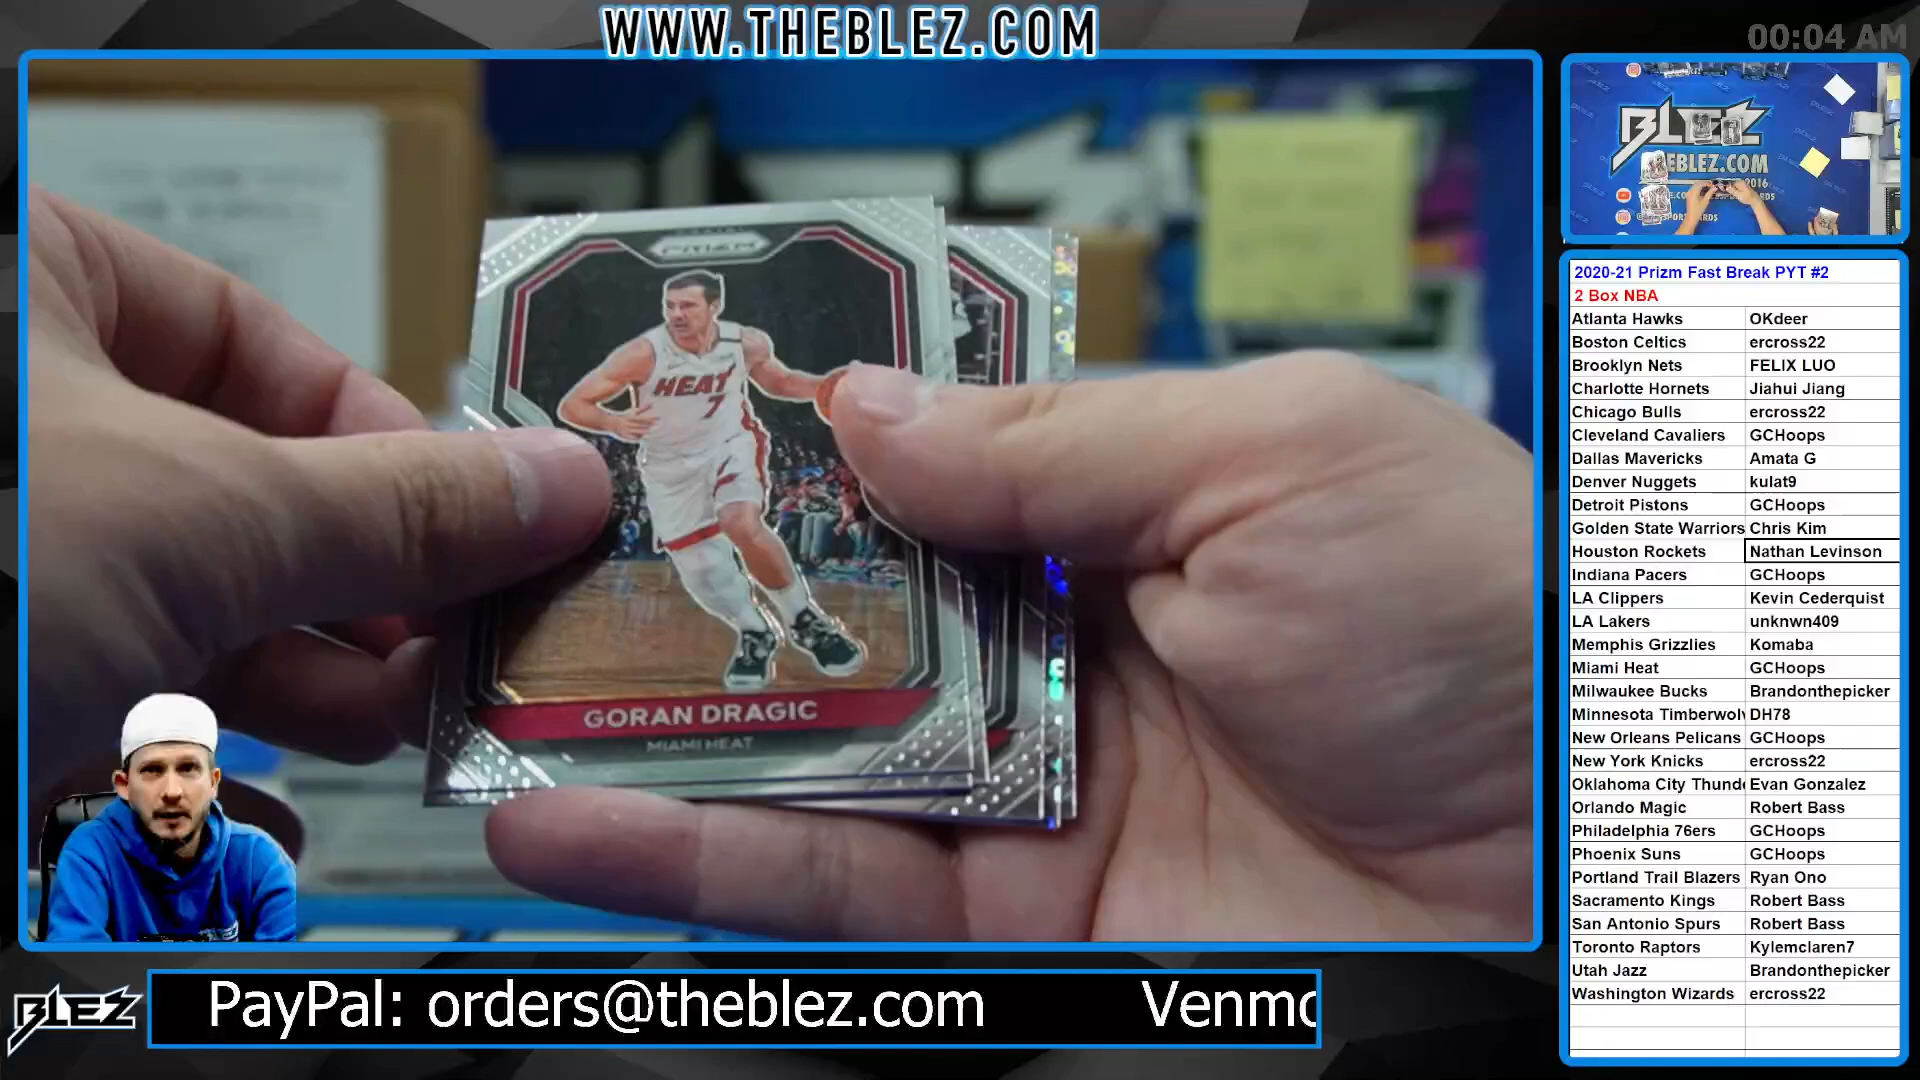 WWW.THEBLEZ.COM
00:04 AM
PRIZM
HEAT
7
GORAN DRAGIC
MIAMI HEAT
BLEZ
THEBLEZ.COM
2016
2020-21 Prizm Fast Break PYT #2
2 Box NBA
Atlanta Hawks OKdeer
Boston Celtics ercross22
Brooklyn Nets FELIX LUO
Charlotte Hornets Jiahui Jiang
Chicago Bulls ercross22
Cleveland Cavaliers GCHoops
Dallas Mavericks Amata G
Denver Nuggets kulat9
Detroit Pistons GCHoops
Golden State Warriors Chris Kim
Houston Rockets Nathan Levinson
Indiana Pacers GCHoops
LA Clippers Kevin Cederquist
LA Lakers unknwn409
Memphis Grizzlies Komaba
Miami Heat GCHoops
Milwaukee Bucks Brandonthepicker
Minnesota Timberwolv DH78
New Orleans Pelicans GCHoops
New York Knicks ercross22
Oklahoma City Thunde Evan Gonzalez
Orlando Magic Robert Bass
Philadelphia 76ers GCHoops
Phoenix Suns GCHoops
Portland Trail Blazers Ryan Ono
Sacramento Kings Robert Bass
San Antonio Spurs Robert Bass
Toronto Raptors Kylemclaren7
Utah Jazz Brandonthepicker
Washington Wizards ercross22
BLEZ
PayPal: orders@theblez.com Venmo